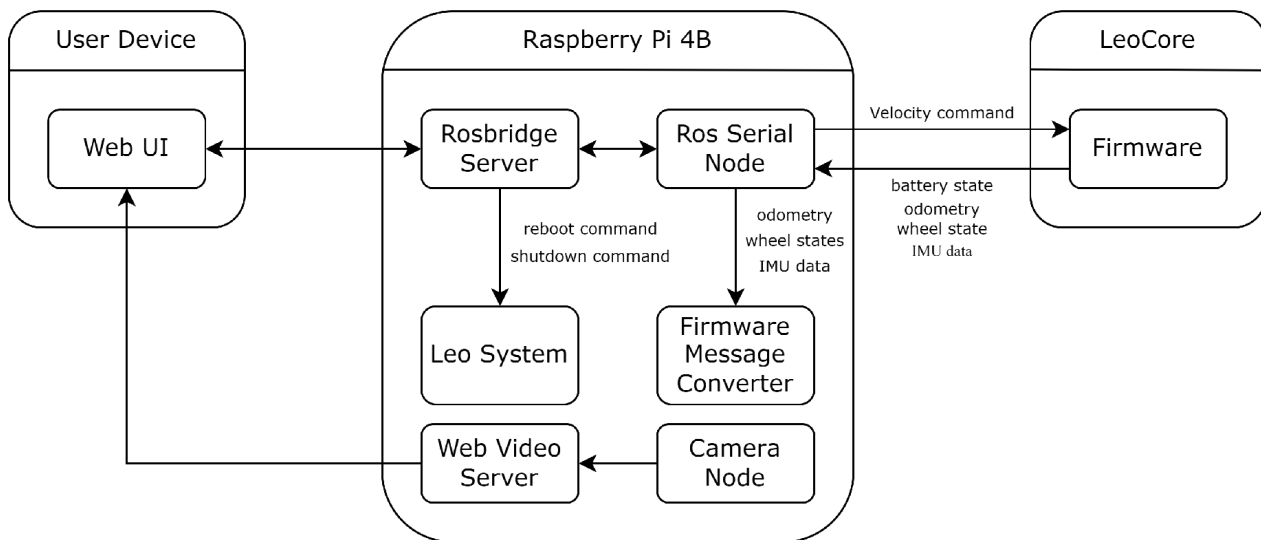 User Device
Raspberry Pi 4B
LeoCore
Web UI
Rosbridge
Server
Ros Serial
Node
Velocity command
Firmware
battery state
odometry
wheel state
IMU data
reboot command
shutdown command
odometry
wheel states
IMU data
Leo System
Firmware
Message
Converter
Web Video
Server
Camera
Node